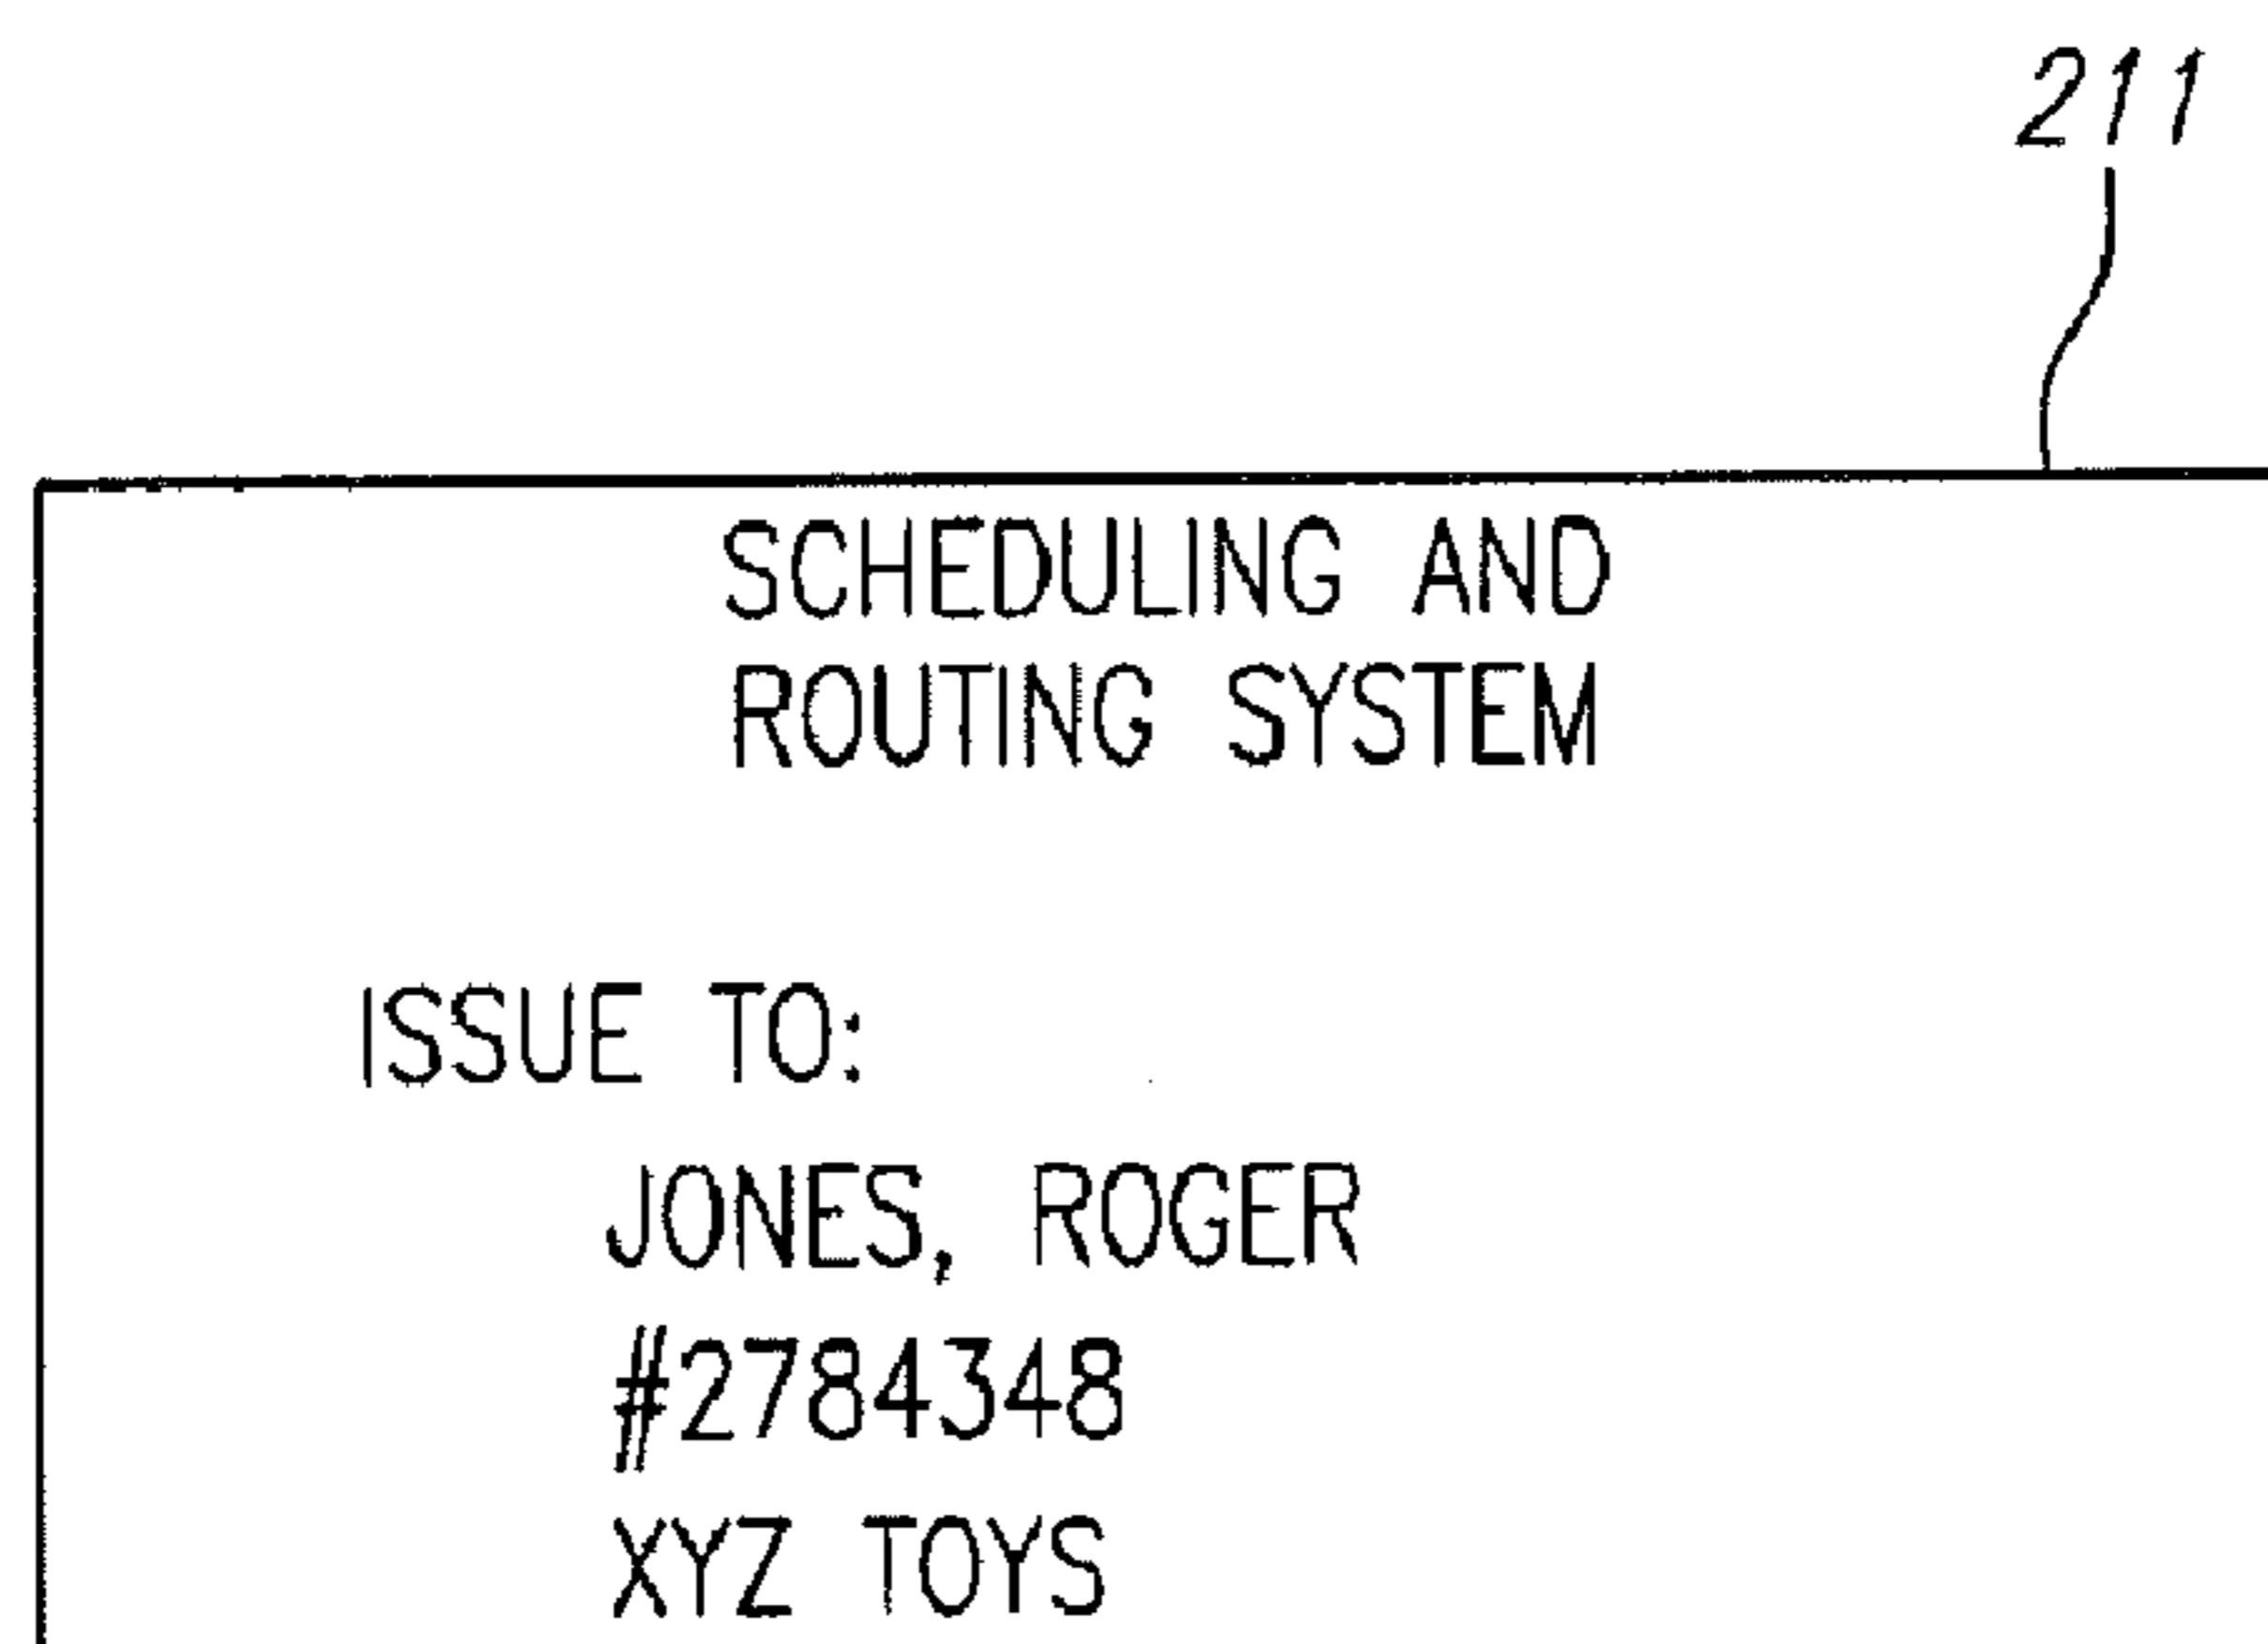 211
SCHEDULING AND
ROUTING SYSTEM
ISSUE TO:
JONES, ROGER
#2784348
XYZ TOYS